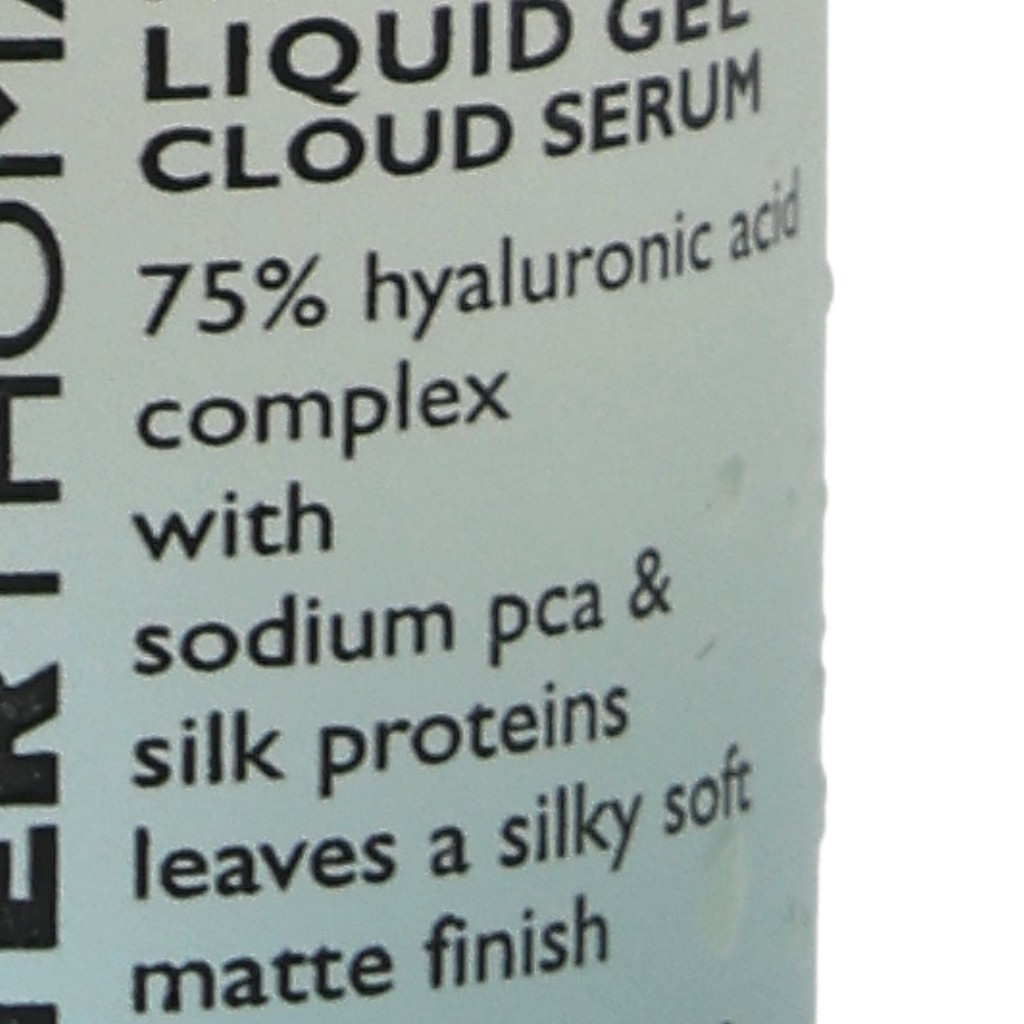 LIQUID GEL
CLOUD SERUM
75% hyaluronic acid
complex
with
sodium pca &
silk proteins
leaves a silky soft
matte finish